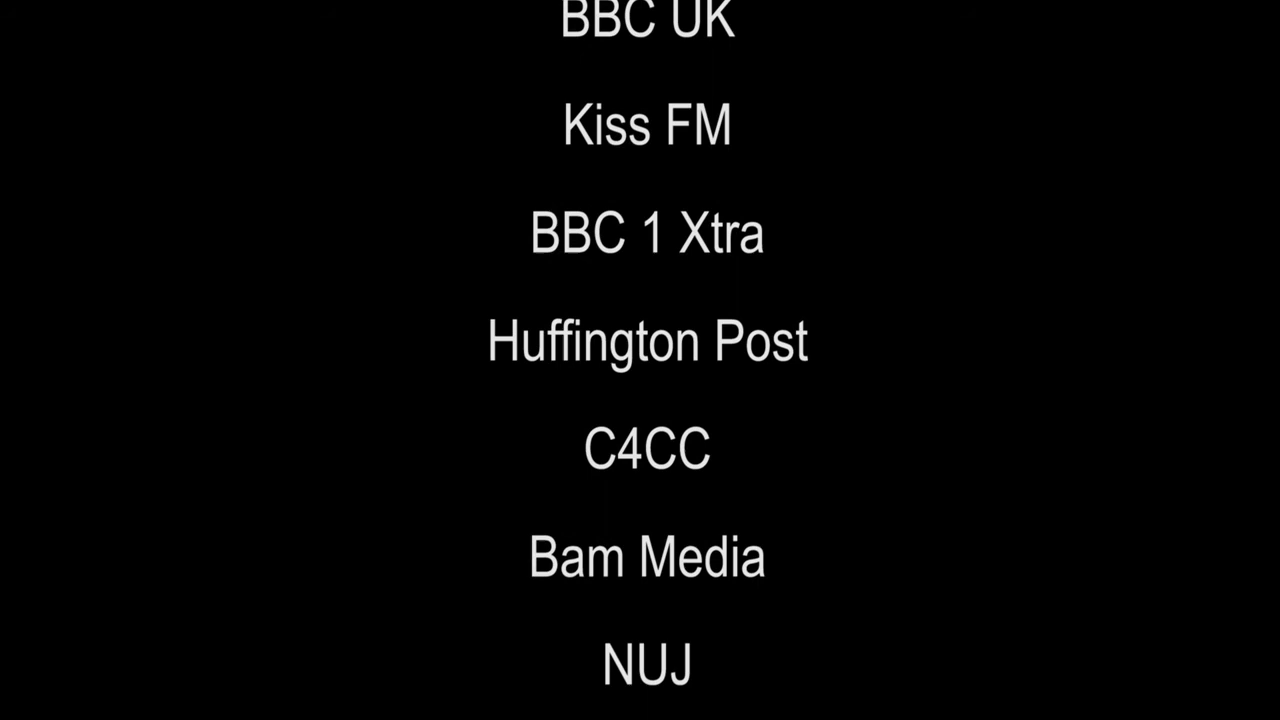 BBC UK
Kiss FM
BBC 1 Xtra
Huffington Post
C4CC
Bam Media
NUJ